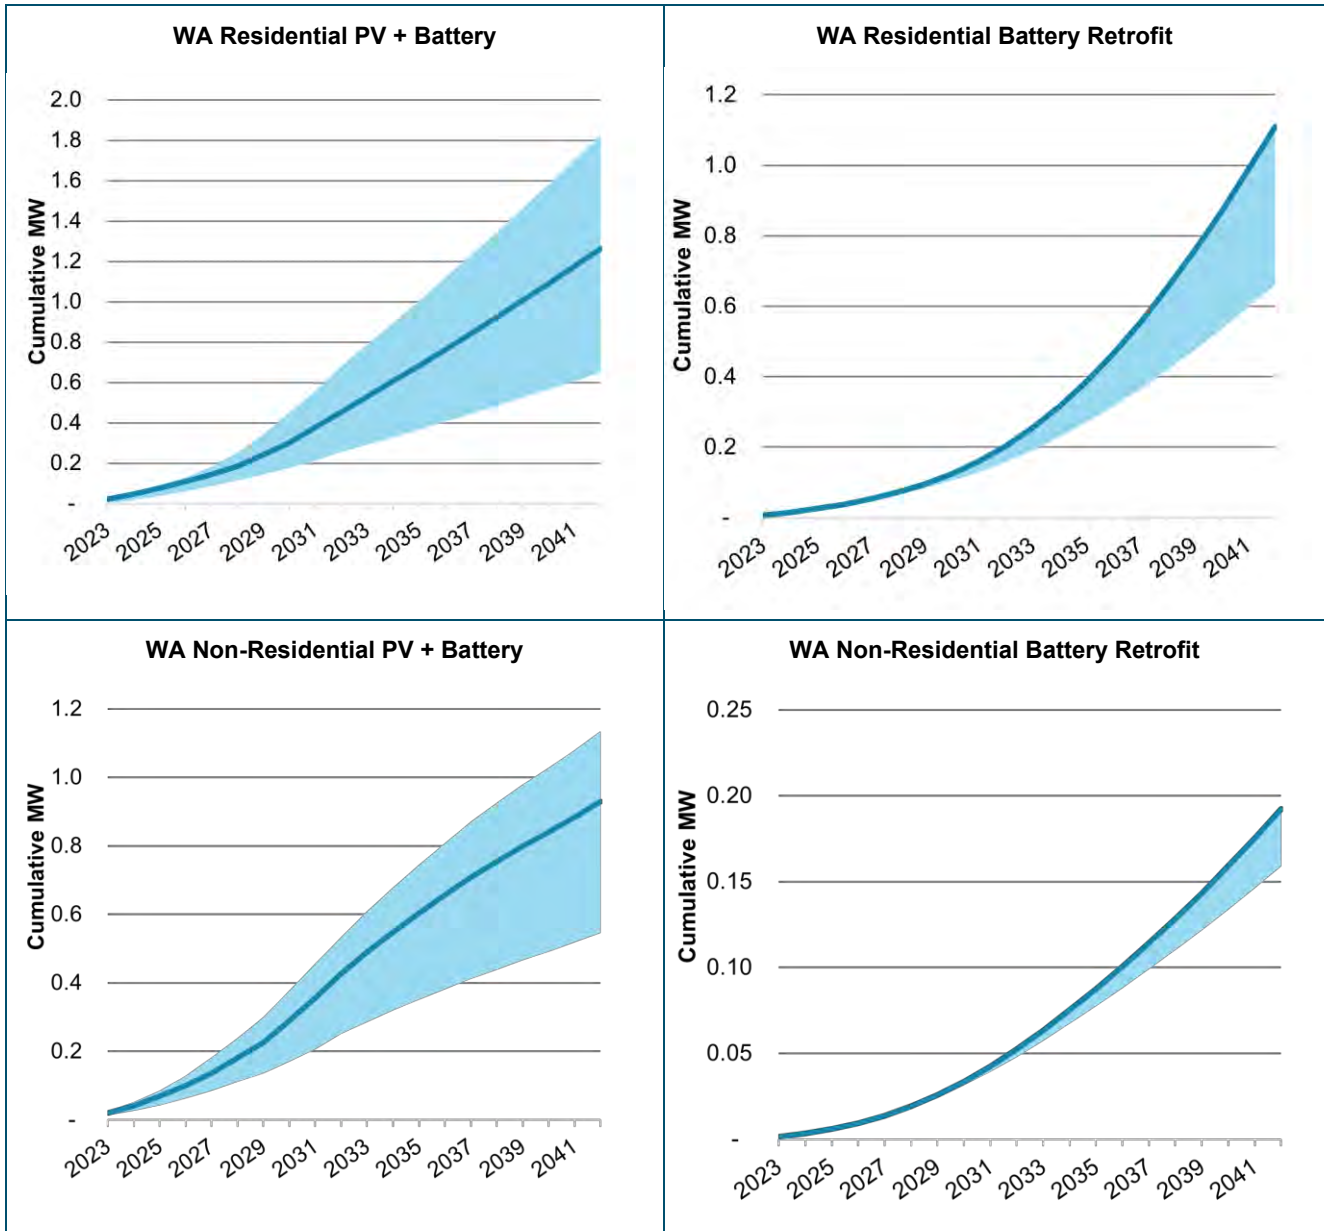 WA Residential PV + Battery
Cumulative MW
2.0
1.8
1.6
1.4
1.2
1.0
0.8
0.6
0.4
0.2
-
2023 2025 2027 2029 2031 2033 2035 2037 2039 2041
WA Residential Battery Retrofit
Cumulative MW
1.2
1.0
0.8
0.6
0.4
0.2
-
2023 2025 2027 2029 2031 2033 2035 2037 2039 2041
WA Non-Residential PV + Battery
Cumulative MW
1.2
1.0
0.8
0.6
0.4
0.2
-
2023 2025 2027 2029 2031 2033 2035 2037 2039 2041
WA Non-Residential Battery Retrofit
Cumulative MW
0.25
0.20
0.15
0.10
0.05
-
2023 2025 2027 2029 2031 2033 2035 2037 2039 2041